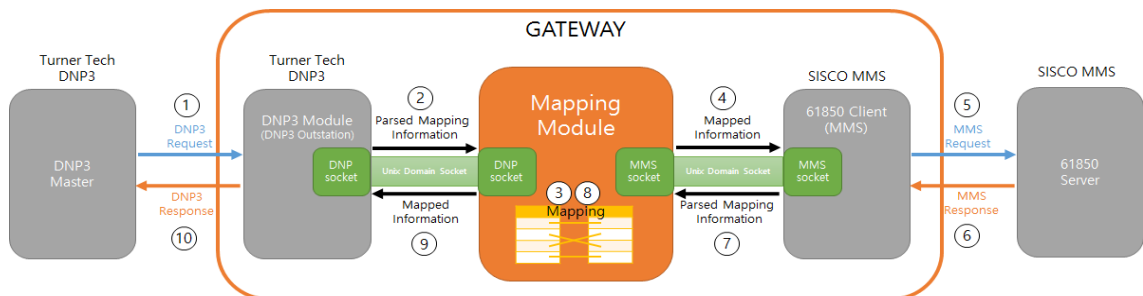 GATEWAY
Turner Tech
DNP3
DNP3
Master
1
DNP3
Request
DNP3
Response
10
Turner Tech
DNP3
DNP3 Module
(DNP3 Outstation)
DNP
socket
2
Parsed Mapping
Information
Unix Domain Socket
Mapped
Information
9
Mapping
Module
DNP
socket
MMS
socket
3 8
Mapping
4
Mapped
Information
Unix Domain Socket
Parsed Mapping
Information
7
SISCO MMS
61850 Client
(MMS)
MMS
socket
5
MMS
Request
MMS
Response
6
SISCO MMS
61850
Server